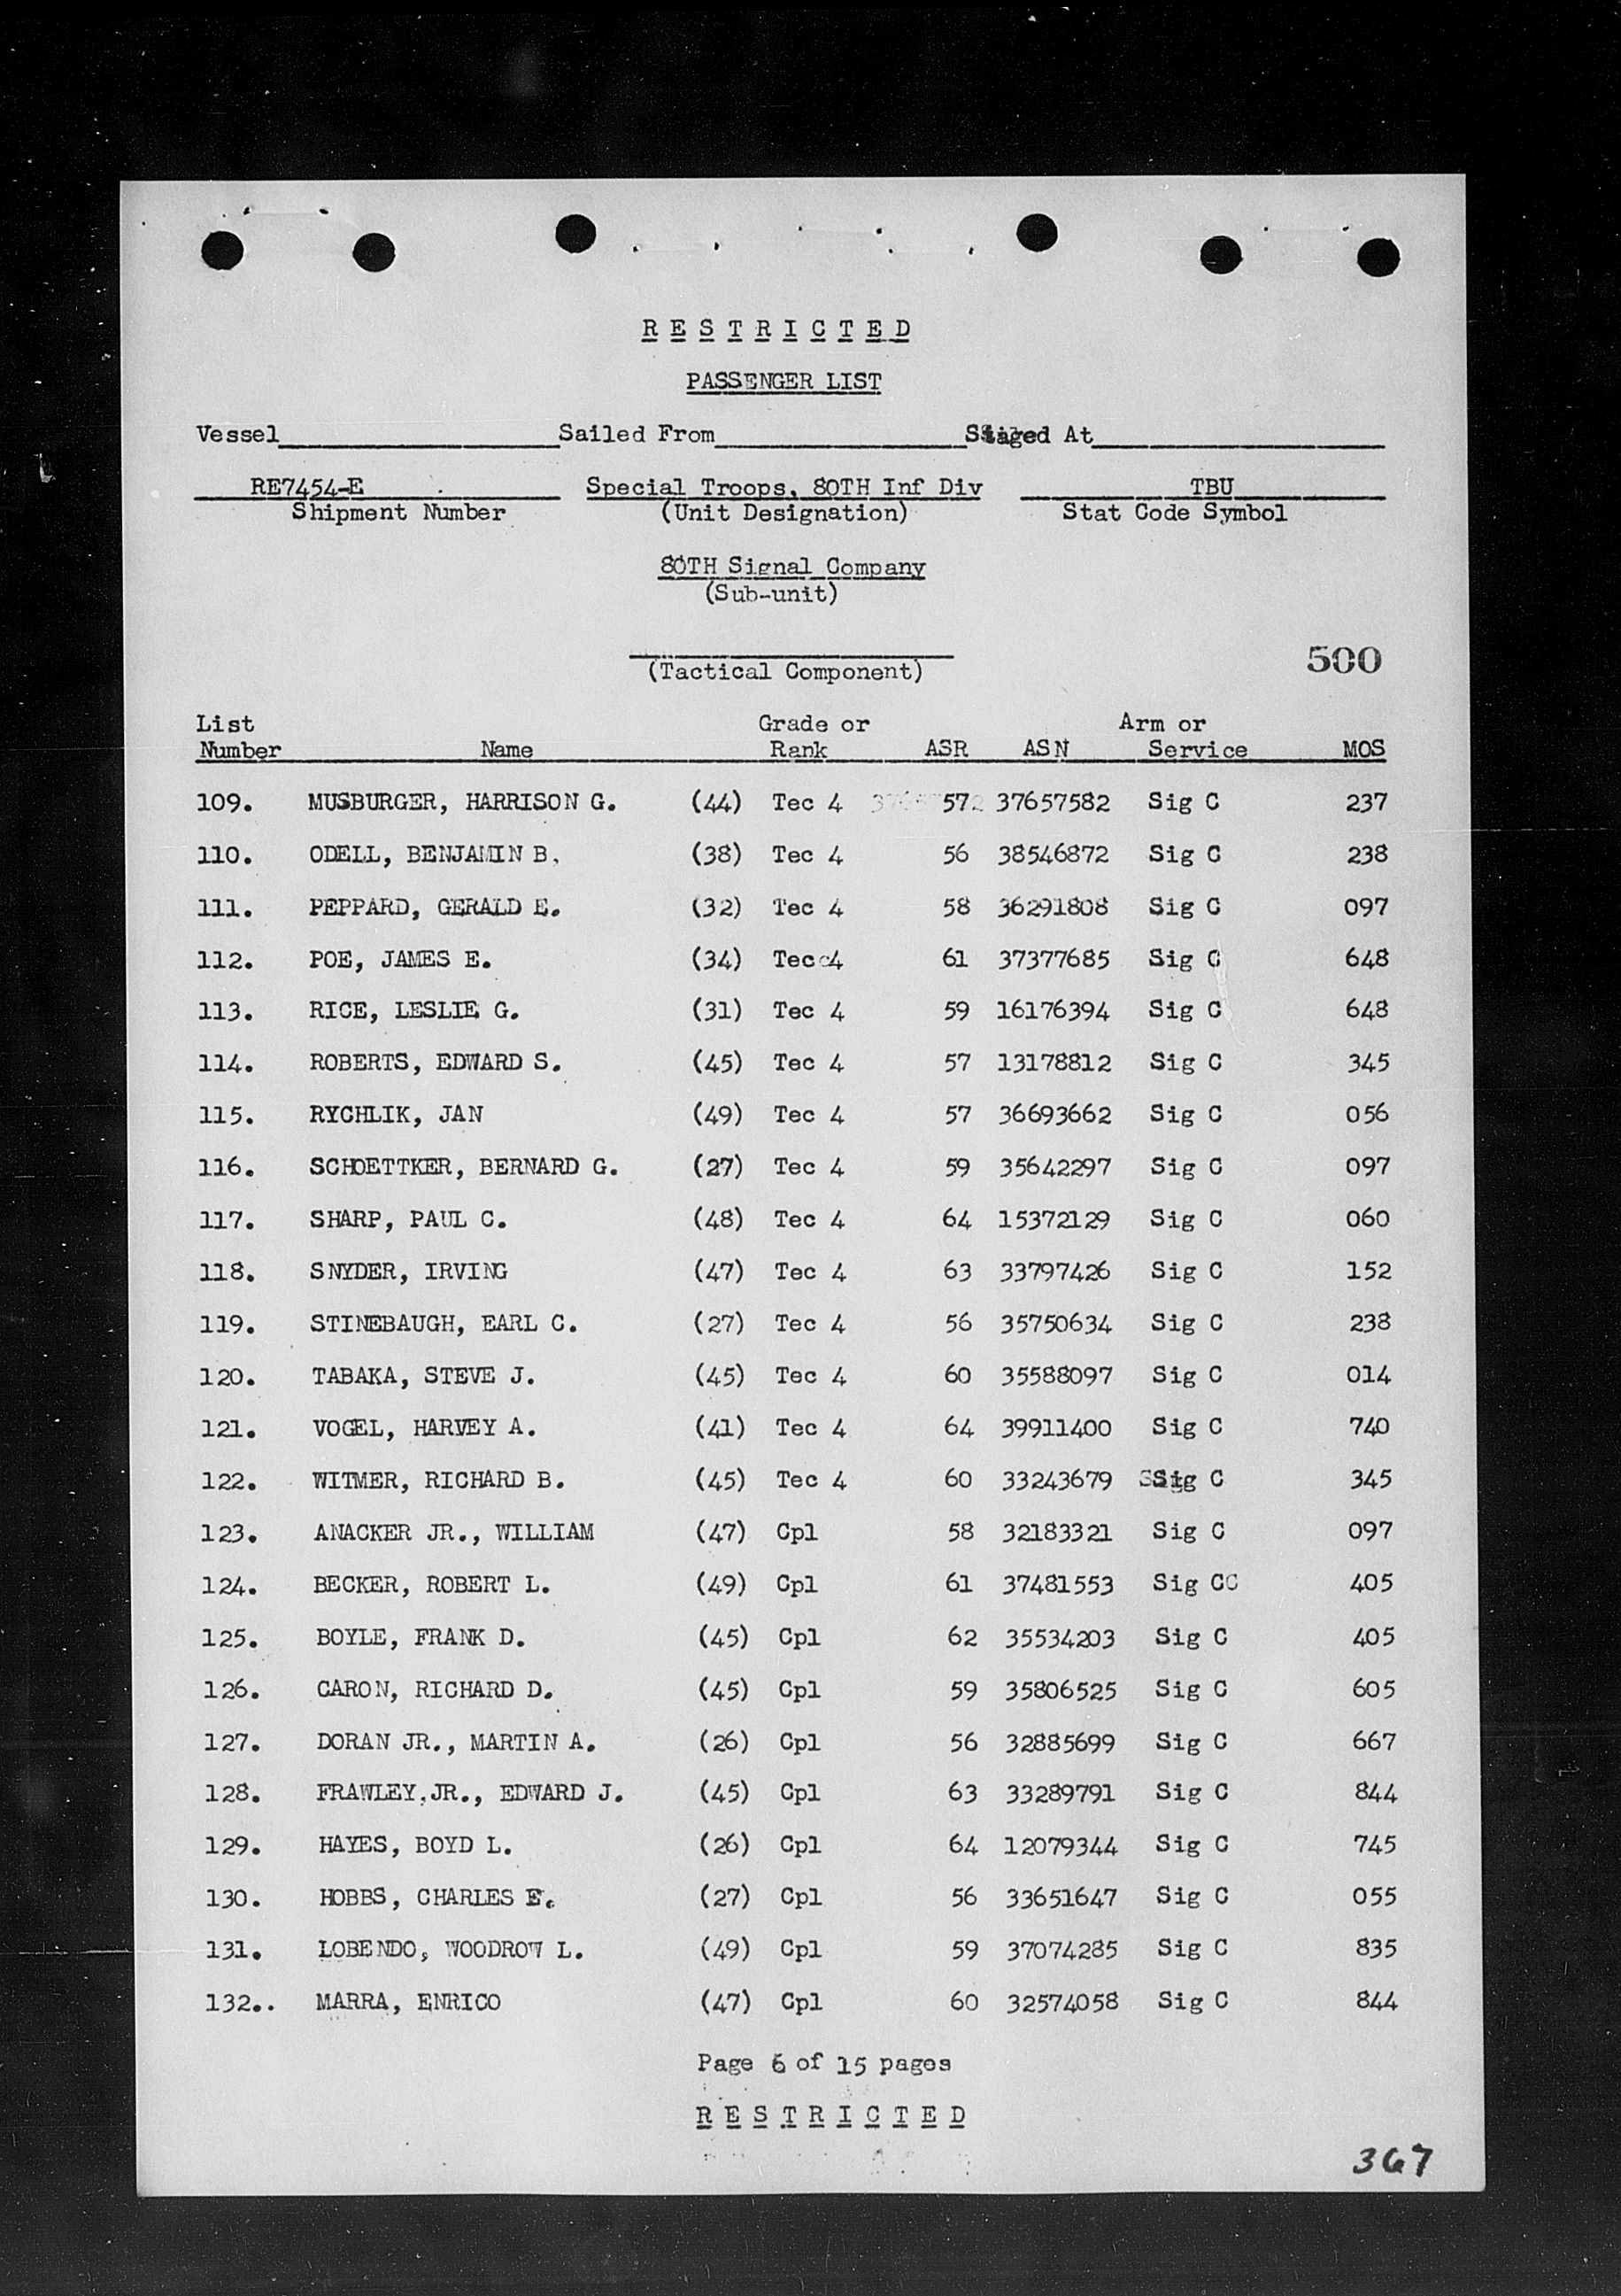 RESTRICTED
PASSENGER LIST
Vessel Sailed From Staged At
RE7454-E Special Troops, 80TH Inf Div TBU
Shipment Number (Unit Designation) Stat Code Symbol
80TH Signal Company
(Sub-unit)
(Tactical Component) 500
List Grade or Arm or
Number Name Rank ASR ASN Service MOS
109. MUSBURGER, HARRISON G. (44) Tec 4 57 37657582 Sig C 237
110. ODELL, BENJAMIN B. (38) Tec 4 56 38546872 Sig C 238
111. PEPPARD, GERALD E. (32) Tec 4 58 36291808 Sig C 097
112. POE, JAMES E. (34) Tec 4 61 37377685 Sig C 648
113. RICE, LESLIE G. (31) Tec 4 59 16176394 Sig C 648
114. ROBERTS, EDWARD S. (45) Tec 4 57 13178812 Sig C 345
115. RYCHLIK, JAN (49) Tec 4 57 36693662 Sig C 056
116. SCHOETTKER, BERNARD G. (27) Tec 4 59 35642297 Sig C 097
117. SHARP, PAUL C. (48) Tec 4 64 15372129 Sig C 060
118. SNYDER, IRVING (47) Tec 4 63 33797426 Sig C 152
119. STINEBAUGH, EARL C. (27) Tec 4 56 35750634 Sig C 238
120. TABAKA, STEVE J. (45) Tec 4 60 35588097 Sig C 014
121. VOGEL, HARVEY A. (41) Tec 4 64 39911400 Sig C 740
122. WITMER, RICHARD B. (45) Tec 4 60 33243679 Sig C 345
123. ANACKER JR., WILLIAM (47) Cpl 58 32183321 Sig C 097
124. BECKER, ROBERT L. (49) Cpl 61 37481553 Sig CC 405
125. BOYLE, FRANK D. (45) Cpl 62 35534203 Sig C 405
126. CARON, RICHARD D. (45) Cpl 59 35806525 Sig C 605
127. DORAN JR., MARTIN A. (26) Cpl 56 32885699 Sig C 667
128. FRAWLEY,JR., EDWARD J. (45) Cpl 63 33289791 Sig C 844
129. HAYES, BOYD L. (26) Cpl 64 12079344 Sig C 745
130. HOBBS, CHARLES E. (27) Cpl 56 33651647 Sig C 055
131. LOBENDO, WOODROW L. (49) Cpl 59 37074285 Sig C 835
132.. MARRA, ENRICO (47) Cpl 60 32574058 Sig C 844
Page 6 of 15 pages
RESTRICTED
367